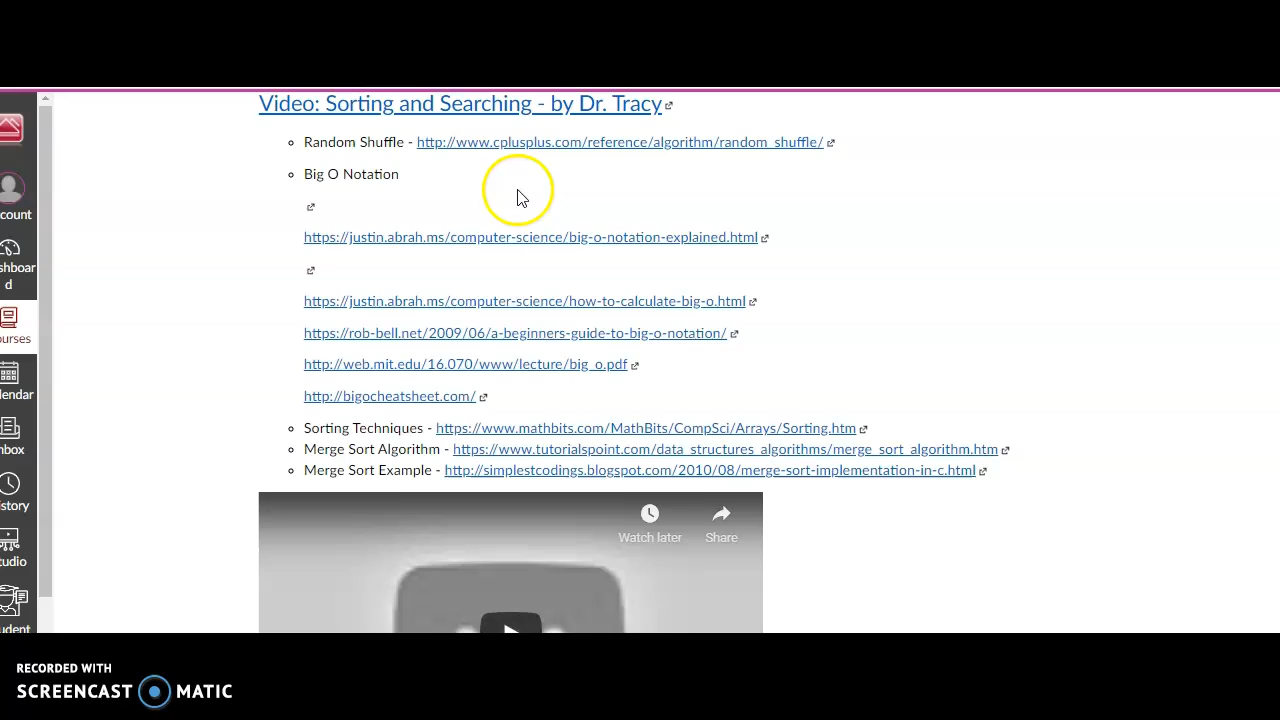 Video: Sorting and Searching - by Dr. Tracy
Random Shuffle - http://www.cplusplus.com/reference/algorithm/random_shuffle/
Big O Notation
https://justin.abrah.ms/computer-science/big-o-notation-explained.html
https://justin.abrah.ms/computer-science/how-to-calculate-big-o.html
https://rob-bell.net/2009/06/a-beginners-guide-to-big-o-notation/
http://web.mit.edu/16.070/www/lecture/big_o.pdf
http://bigocheatsheet.com/
Sorting Techniques - https://www.mathbits.com/MathBits/CompSci/Arrays/Sorting.htm
Merge Sort Algorithm - https://www.tutorialspoint.com/data_structures_algorithms/merge_sort_algorithm.htm
Merge Sort Example - http://simplestcodings.blogspot.com/2010/08/merge-sort-implementation-in-c.html
Watch later
Share
count
shboar
d
ourses
lendar
nbox
istory
tudio
udent
RECORDED WITH
SCREENCAST MATIC